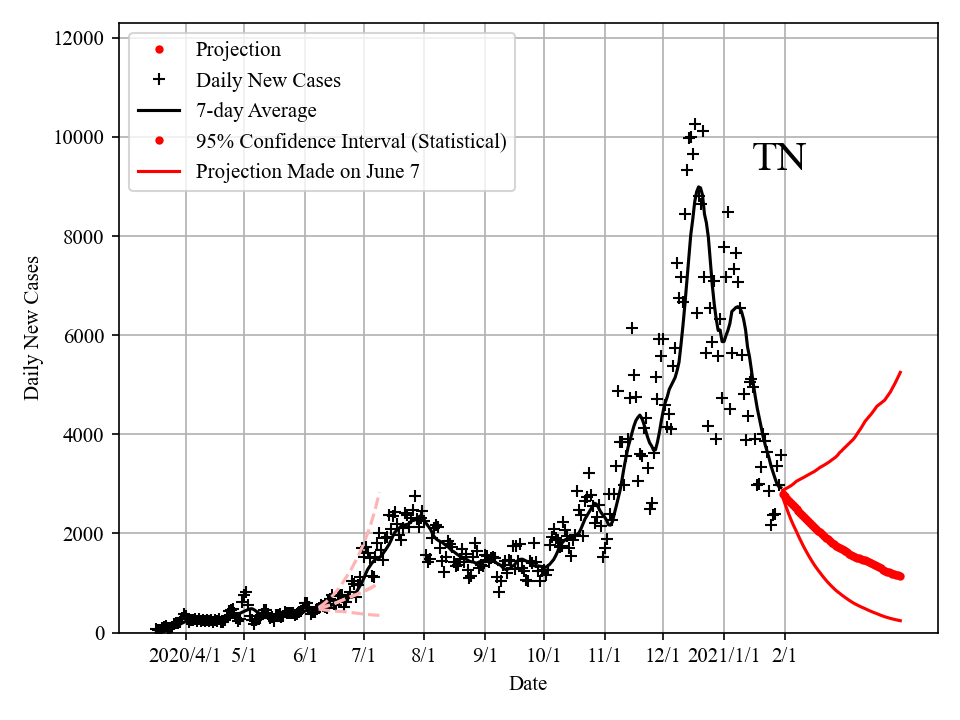 12000
10000
8000
6000
4000
2000
0
Daily New Cases
Projection
Daily New Cases
7-day Average
95% Confidence Interval (Statistical)
Projection Made on June 7
TN
2020/4/1 5/1 6/1 7/1 8/1 9/1 10/1 11/1 12/1 2021/1/1 2/1
Date